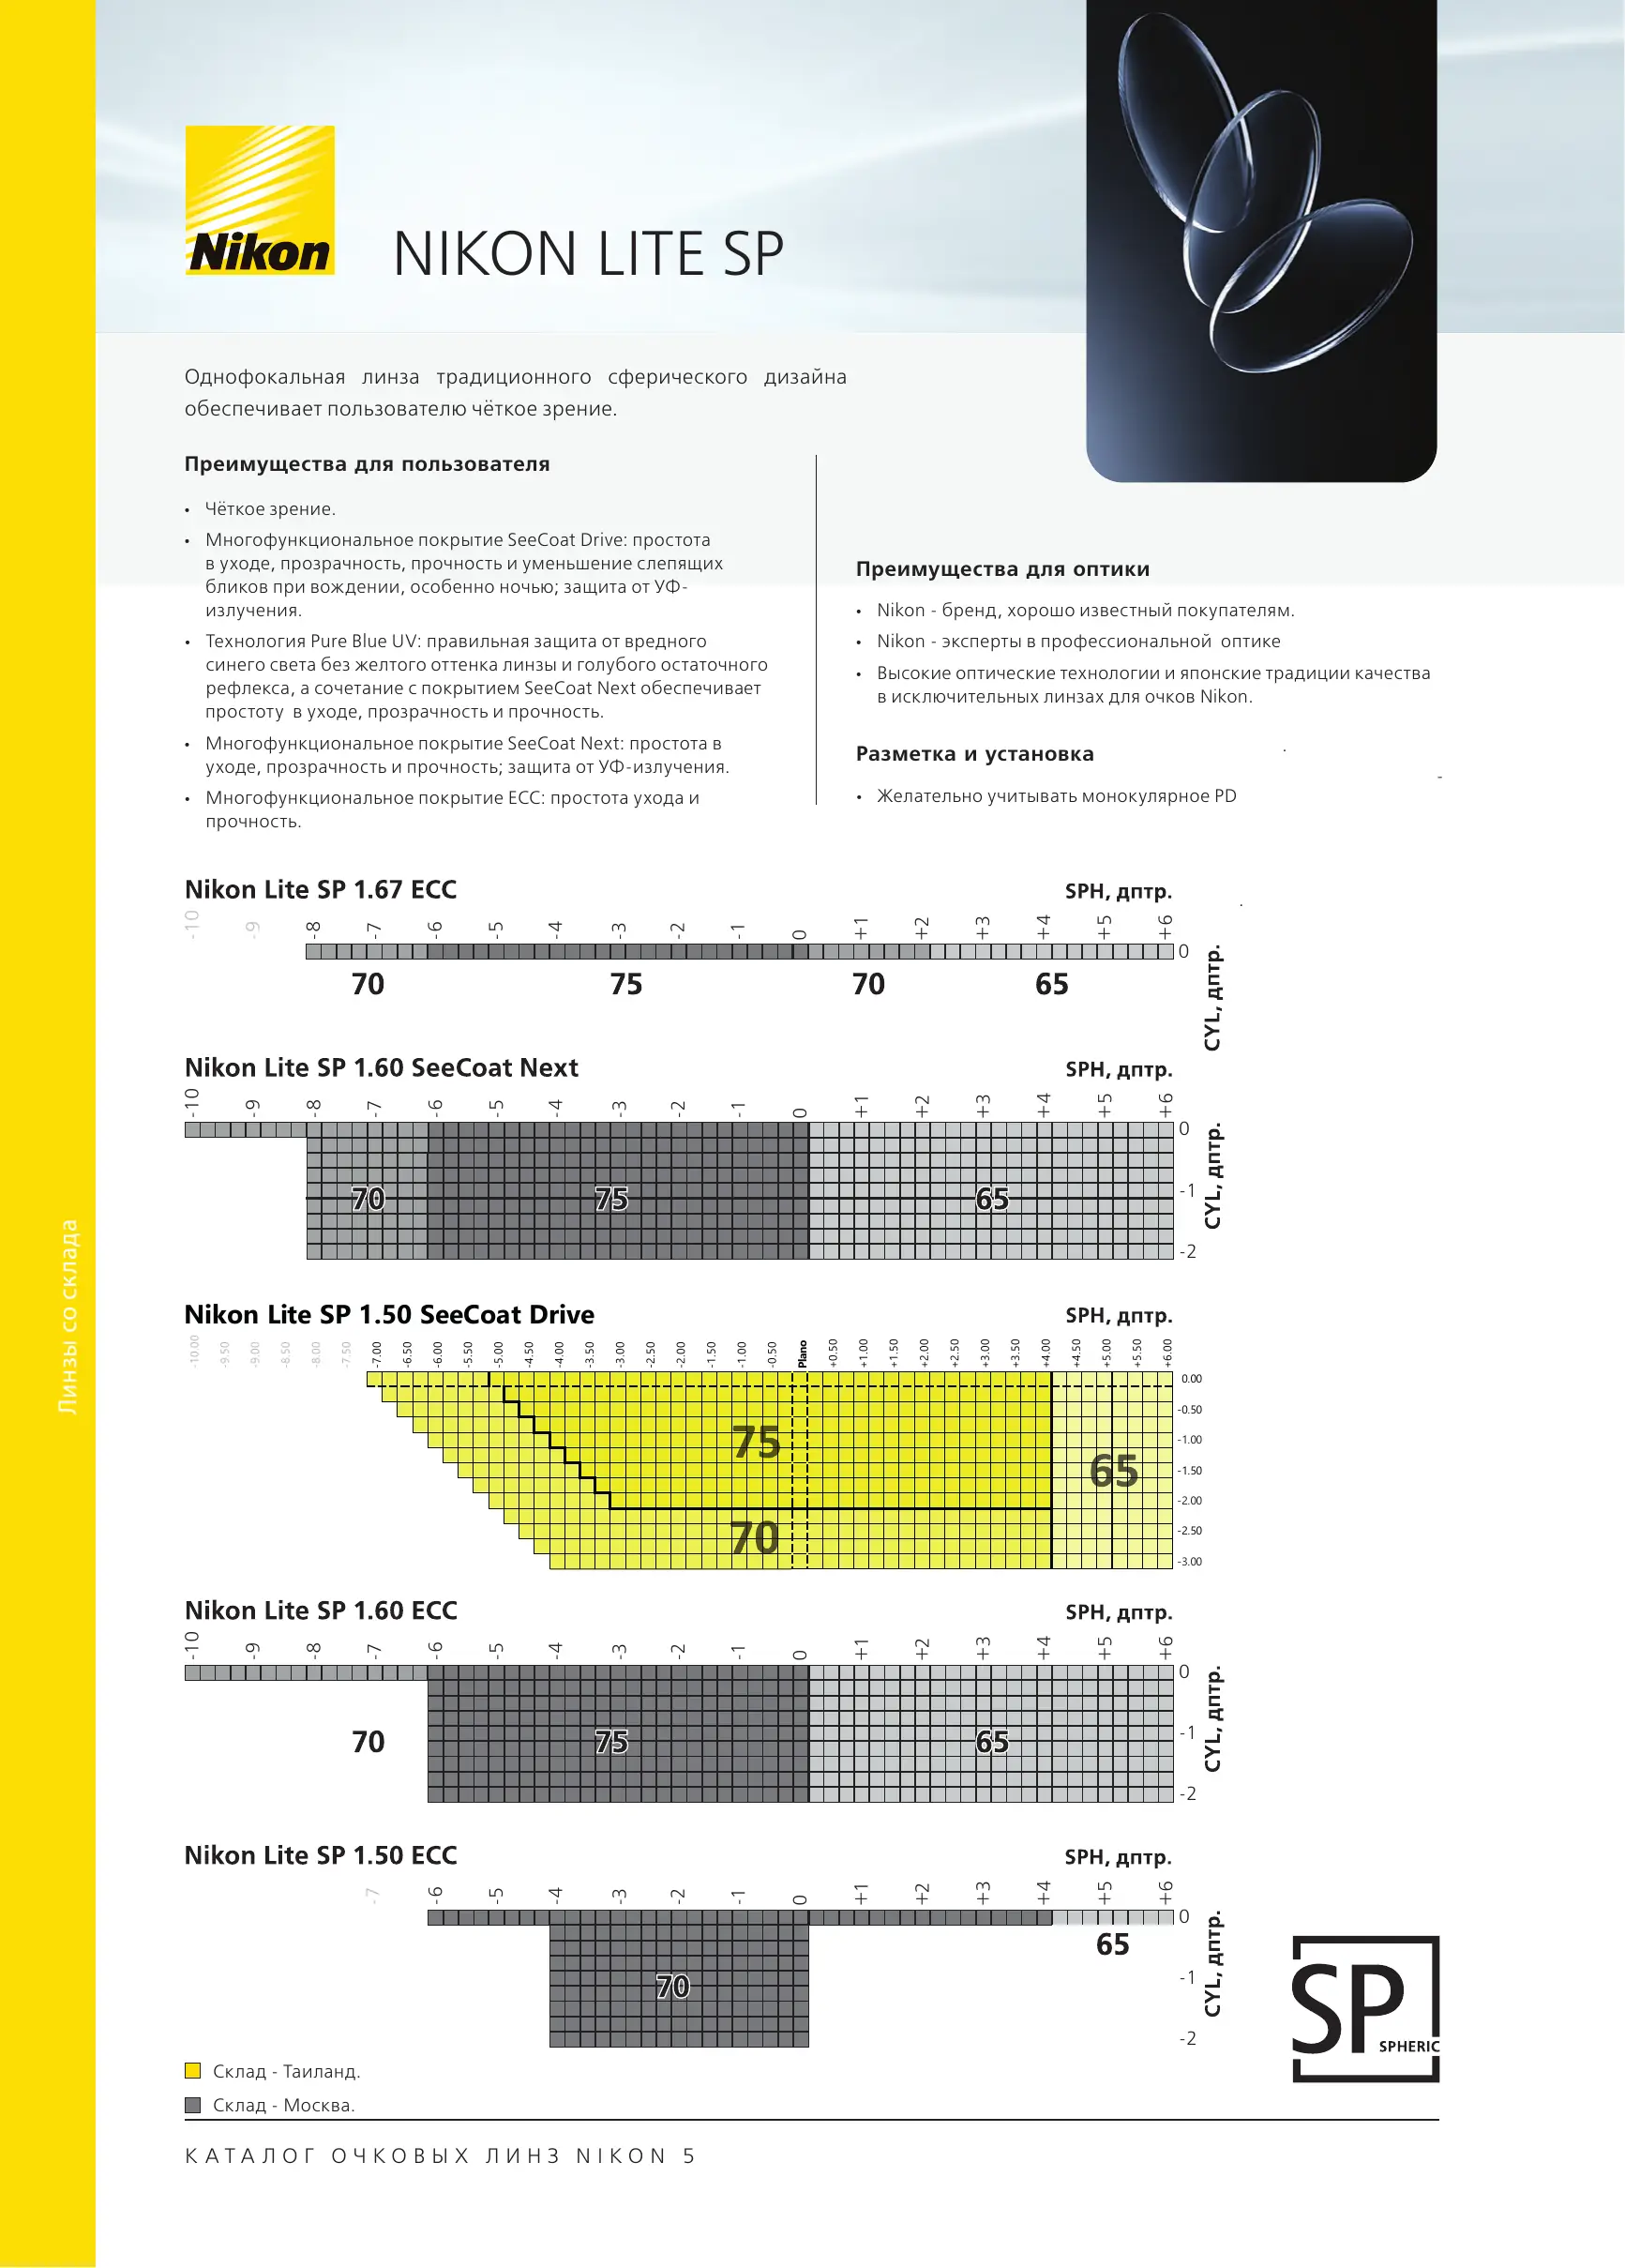 Nikon
NIKON LITE SP
Однофокальная линза традиционного сферического дизайна
обеспечивает пользователю чёткое зрение.
Преимущества для пользователя
• Чёткое зрение.
• Многофункциональное покрытие SeeCoat Drive: простота
в уходе, прозрачность, прочность и уменьшение слепящих
бликов при вождении, особенно ночью; защита от УФ-
излучения.
• Технология Pure Blue UV: правильная защита от вредного
синего света без желтого оттенка линзы и голубого остаточного
рефлекса, а сочетание с покрытием SeeCoat Next обеспечивает
простоту в уходе, прозрачность и прочность.
• Многофункциональное покрытие SeeCoat Next: простота в
уходе, прозрачность и прочность; защита от УФ-излучения.
• Многофункциональное покрытие ECC: простота ухода и
прочность.
Преимущества для оптики
• Nikon - бренд, хорошо известный покупателям.
• Nikon - эксперты в профессиональной оптике
• Высокие оптические технологии и японские традиции качества
в исключительных линзах для очков Nikon.
Разметка и установка
• Желательно учитывать монокулярное PD
Линзы со склада
Nikon Lite SP 1.67 ECC SPH, дптр.
-10 -9 -8 -7 -6 -5 -4 -3 -2 -1 0 +1 +2 +3 +4 +5 +6
0
CYL, дптр.
70 75 70 65
Nikon Lite SP 1.60 SeeCoat Next SPH, дптр.
-10 -9 -8 -7 -6 -5 -4 -3 -2 -1 0 +1 +2 +3 +4 +5 +6
0
70 75 65 -1
-2
CYL, дптр.
Nikon Lite SP 1.50 SeeCoat Drive SPH, дптр.
-10.00 -9.50 -9.00 -8.50 -8.00 -7.50 -7.00 -6.50 -6.00 -5.50 -5.00 -4.50 -4.00 -3.50 -3.00 -2.50 -2.00 -1.50 -1.00 -0.50 Plano +0.50 +1.00 +1.50 +2.00 +2.50 +3.00 +3.50 +4.00 +4.50 +5.00 +5.50 +6.00
0.00
-0.50
75 -1.00
65 -1.50
-2.00
70 -2.50
-3.00
Nikon Lite SP 1.60 ECC SPH, дптр.
-10 -9 -8 -7 -6 -5 -4 -3 -2 -1 0 +1 +2 +3 +4 +5 +6
0
70 75 65 -1
-2
CYL, дптр.
Nikon Lite SP 1.50 ECC SPH, дптр.
-7 -6 -5 -4 -3 -2 -1 0 +1 +2 +3 +4 +5 +6
0
65
70 -1
-2
CYL, дптр.
SP
SPHERIC
Склад - Таиланд.
Склад - Москва.
КАТАЛОГ ОЧКОВЫХ ЛИНЗ NIKON 5